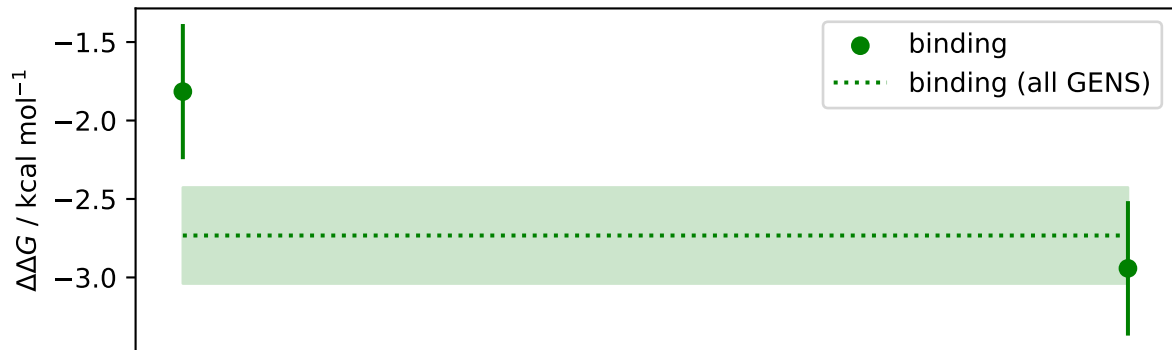 −1.5
−2.0
−2.5
−3.0
ΔΔG / kcal mol⁻¹
binding
binding (all GENS)